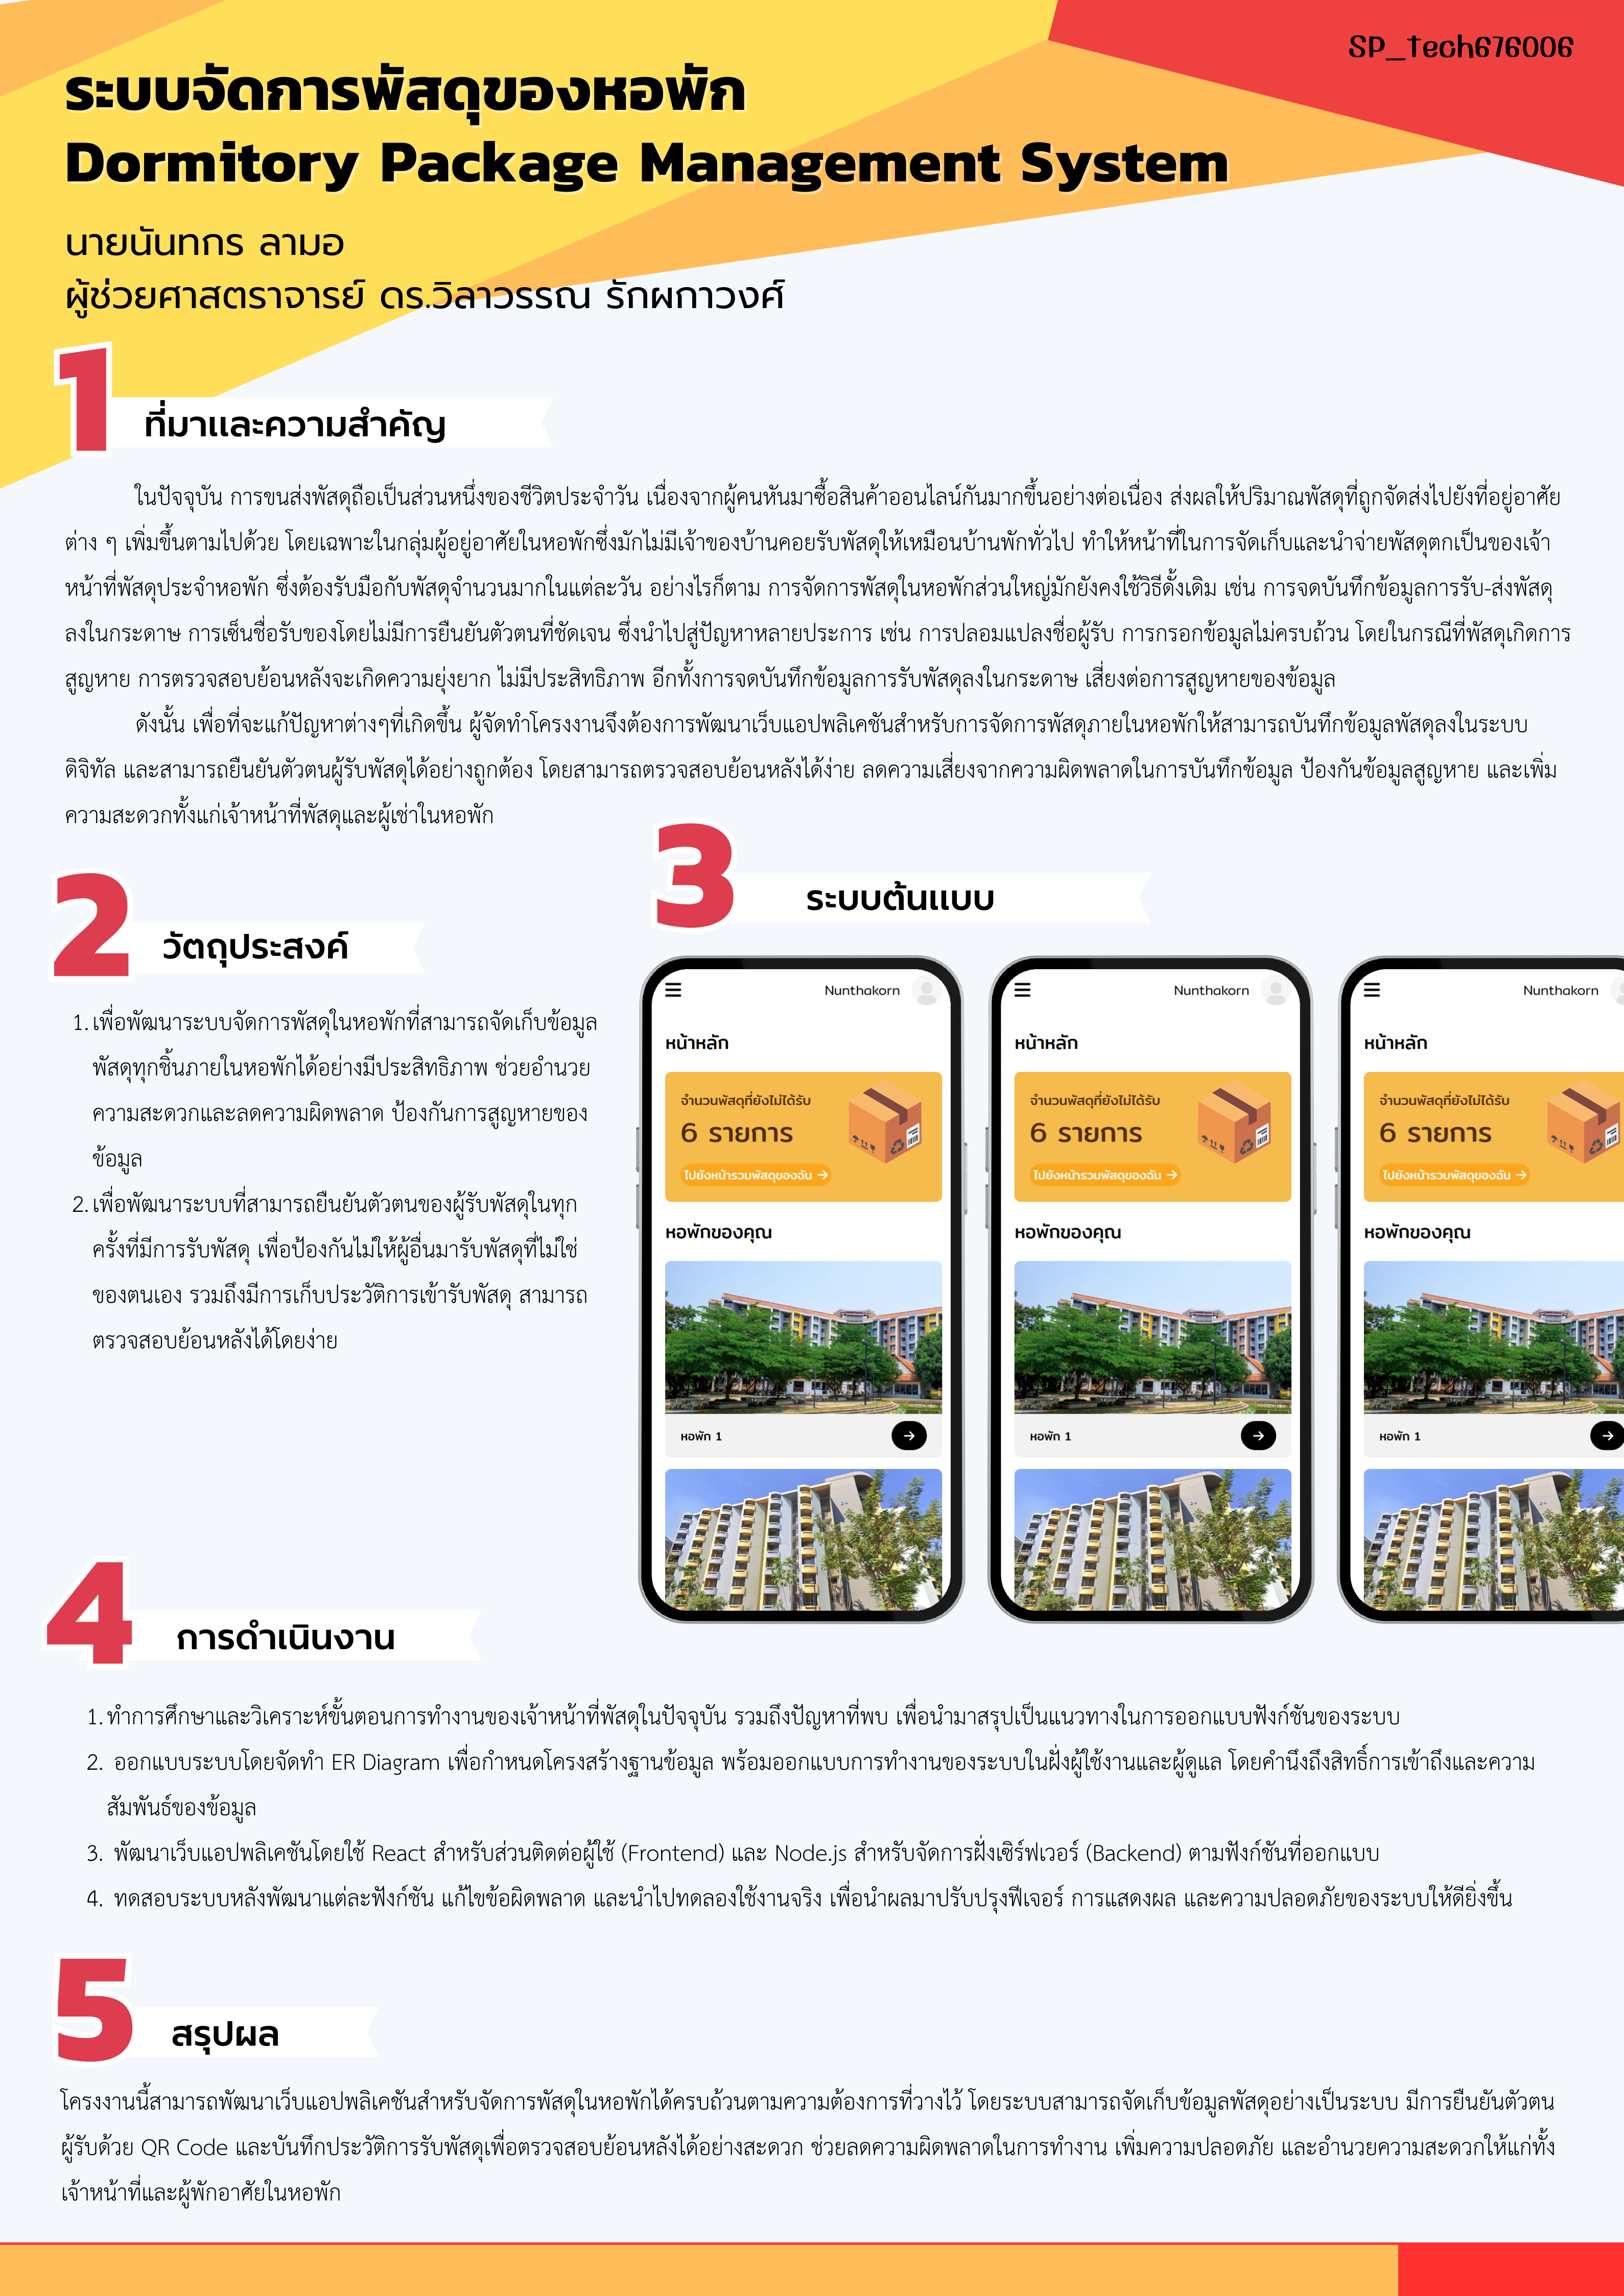 SP_Tech676006
ระบบจัดการพัสดุของหอพัก
Dormitory Package Management System
นายนันทกร ลามอ
ผู้ช่วยศาสตราจารย์ ดร.วิลาวรรณ รักผกาวงศ์
1
ที่มาและความสำคัญ
ในปัจจุบัน การขนส่งพัสดุถือเป็นส่วนหนึ่งของชีวิตประจำวัน เนื่องจากผู้คนหันมาซื้อสินค้าออนไลน์กันมากขึ้นอย่างต่อเนื่อง ส่งผลให้ปริมาณพัสดุที่ถูกจัดส่งไปยังที่อยู่อาศัย
ต่าง ๆ เพิ่มขึ้นตามไปด้วย โดยเฉพาะในกลุ่มผู้อยู่อาศัยในหอพักซึ่งมักไม่มีเจ้าของบ้านคอยรับพัสดุให้เหมือนบ้านพักทั่วไป ทำให้หน้าที่ในการจัดเก็บและนำจ่ายพัสดุตกเป็นของเจ้า
หน้าที่พัสดุประจำหอพัก ซึ่งต้องรับมือกับพัสดุจำนวนมากในแต่ละวัน อย่างไรก็ตาม การจัดการพัสดุในหอพักส่วนใหญ่มักยังคงใช้วิธีดั้งเดิม เช่น การจดบันทึกข้อมูลการรับ-ส่งพัสดุ
ลงในกระดาษ การเซ็นชื่อรับของโดยไม่มีการยืนยันตัวตนที่ชัดเจน ซึ่งนำไปสู่ปัญหาหลายประการ เช่น การปลอมแปลงชื่อผู้รับ การกรอกข้อมูลไม่ครบถ้วน โดยในกรณีที่พัสดุเกิดการ
สูญหาย การตรวจสอบย้อนหลังจะเกิดความยุ่งยาก ไม่มีประสิทธิภาพ อีกทั้งการจดบันทึกข้อมูลการรับพัสดุลงในกระดาษ เสี่ยงต่อการสูญหายของข้อมูล
ดังนั้น เพื่อที่จะแก้ปัญหาต่างๆที่เกิดขึ้น ผู้จัดทำโครงงานจึงต้องการพัฒนาเว็บแอปพลิเคชันสำหรับการจัดการพัสดุภายในหอพักให้สามารถบันทึกข้อมูลพัสดุลงในระบบ
ดิจิทัล และสามารถยืนยันตัวตนผู้รับพัสดุได้อย่างถูกต้อง โดยสามารถตรวจสอบย้อนหลังได้ง่าย ลดความเสี่ยงจากความผิดพลาดในการบันทึกข้อมูล ป้องกันข้อมูลสูญหาย และเพิ่ม
ความสะดวกทั้งแก่เจ้าหน้าที่พัสดุและผู้เช่าในหอพัก
2
วัตถุประสงค์
1. เพื่อพัฒนาระบบจัดการพัสดุในหอพักที่สามารถจัดเก็บข้อมูล
พัสดุทุกชิ้นภายในหอพักได้อย่างมีประสิทธิภาพ ช่วยอำนวย
ความสะดวกและลดความผิดพลาด ป้องกันการสูญหายของ
ข้อมูล
2. เพื่อพัฒนาระบบที่สามารถยืนยันตัวตนของผู้รับพัสดุในทุก
ครั้งที่มีการรับพัสดุ เพื่อป้องกันไม่ให้ผู้อื่นมารับพัสดุที่ไม่ใช่
ของตนเอง รวมถึงมีการเก็บประวัติการเข้ารับพัสดุ สามารถ
ตรวจสอบย้อนหลังได้โดยง่าย
3
ระบบต้นแบบ
Nunthakorn
หน้าหลัก
จำนวนพัสดุที่ยังไม่ได้รับ
6 รายการ
ไปยังหน้ารวมพัสดุของฉัน →
หอพักของคุณ
หอพัก 1
Nunthakorn
หน้าหลัก
จำนวนพัสดุที่ยังไม่ได้รับ
6 รายการ
ไปยังหน้ารวมพัสดุของฉัน →
หอพักของคุณ
หอพัก 1
Nunthakorn
หน้าหลัก
จำนวนพัสดุที่ยังไม่ได้รับ
6 รายการ
ไปยังหน้ารวมพัสดุของฉัน →
หอพักของคุณ
หอพัก 1
4
การดำเนินงาน
1. ทำการศึกษาและวิเคราะห์ขั้นตอนการทำงานของเจ้าหน้าที่พัสดุในปัจจุบัน รวมถึงปัญหาที่พบ เพื่อนำมาสรุปเป็นแนวทางในการออกแบบฟังก์ชันของระบบ
2. ออกแบบระบบโดยจัดทำ ER Diagram เพื่อกำหนดโครงสร้างฐานข้อมูล พร้อมออกแบบการทำงานของระบบในฝั่งผู้ใช้งานและผู้ดูแล โดยคำนึงถึงสิทธิ์การเข้าถึงและความ
สัมพันธ์ของข้อมูล
3. พัฒนาเว็บแอปพลิเคชันโดยใช้ React สำหรับส่วนติดต่อผู้ใช้ (Frontend) และ Node.js สำหรับจัดการฝั่งเซิร์ฟเวอร์ (Backend) ตามฟังก์ชันที่ออกแบบ
4. ทดสอบระบบหลังพัฒนาแต่ละฟังก์ชัน แก้ไขข้อผิดพลาด และนำไปทดลองใช้งานจริง เพื่อนำผลมาปรับปรุงฟีเจอร์ การแสดงผล และความปลอดภัยของระบบให้ดียิ่งขึ้น
5
สรุปผล
โครงงานนี้สามารถพัฒนาเว็บแอปพลิเคชันสำหรับจัดการพัสดุในหอพักได้ครบถ้วนตามความต้องการที่วางไว้ โดยระบบสามารถจัดเก็บข้อมูลพัสดุอย่างเป็นระบบ มีการยืนยันตัวตน
ผู้รับด้วย QR Code และบันทึกประวัติการรับพัสดุเพื่อตรวจสอบย้อนหลังได้อย่างสะดวก ช่วยลดความผิดพลาดในการทำงาน เพิ่มความปลอดภัย และอำนวยความสะดวกให้แก่ทั้ง
เจ้าหน้าที่และผู้พักอาศัยในหอพัก